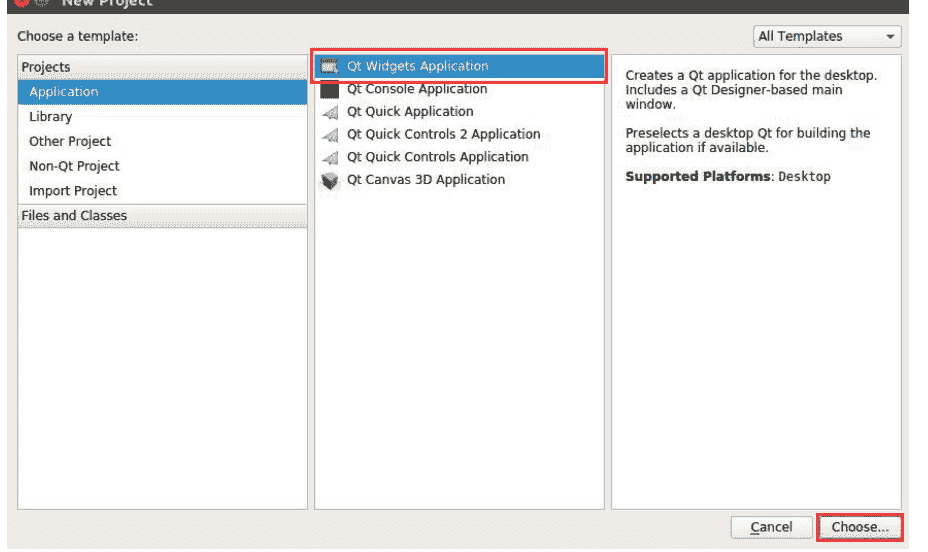 New Project
Choose a template:
All Templates
Projects
Application
Library
Other Project
Non-Qt Project
Import Project
Files and Classes
Qt Widgets Application
Qt Console Application
Qt Quick Application
Qt Quick Controls 2 Application
Qt Quick Controls Application
Qt Canvas 3D Application
Creates a Qt application for the desktop.
Includes a Qt Designer-based main
window.
Preselects a desktop Qt for building the
application if available.
Supported Platforms: Desktop
Cancel
Choose...